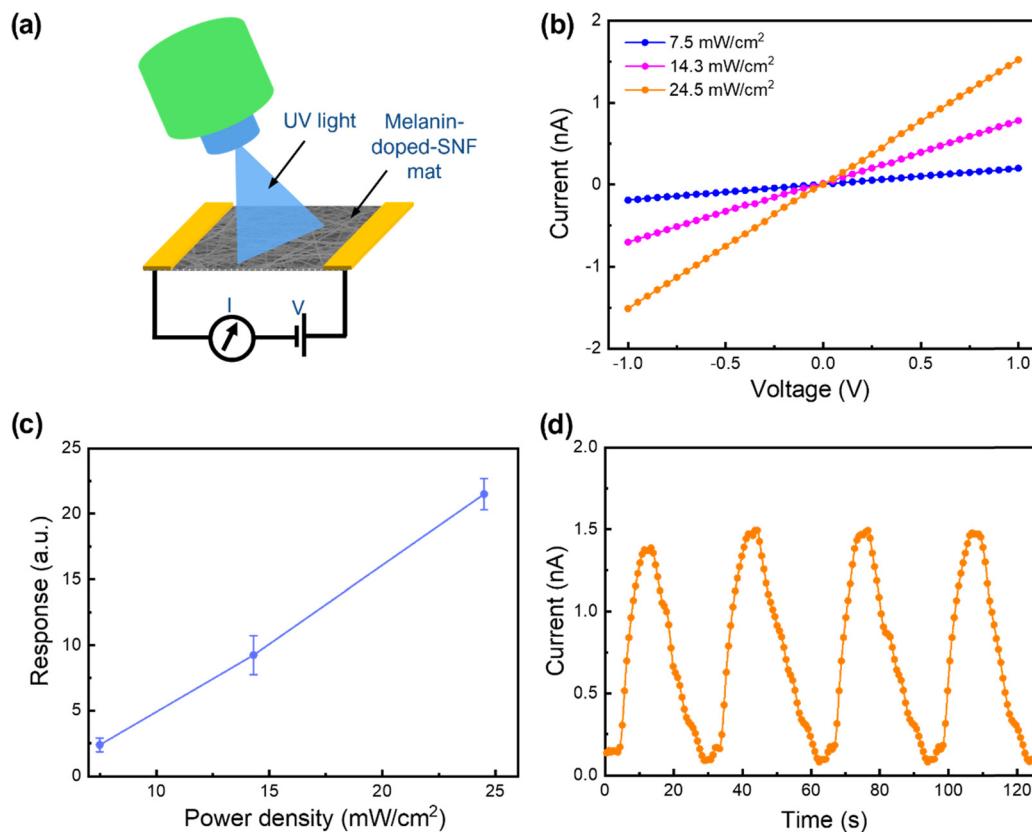 (a)
UV light
Melanin-
doped-SNF
mat
I
V
(b)
7.5 mW/cm²
14.3 mW/cm²
24.5 mW/cm²
2
1
0
-1
-2
Current (nA)
-1.0
-0.5
0.0
0.5
1.0
Voltage (V)
(c)
25
20
15
10
5
0
Response (a.u.)
10
15
20
25
Power density (mW/cm²)
(d)
2.0
1.5
1.0
0.5
0.0
Current (nA)
0
20
40
60
80
100
120
Time (s)